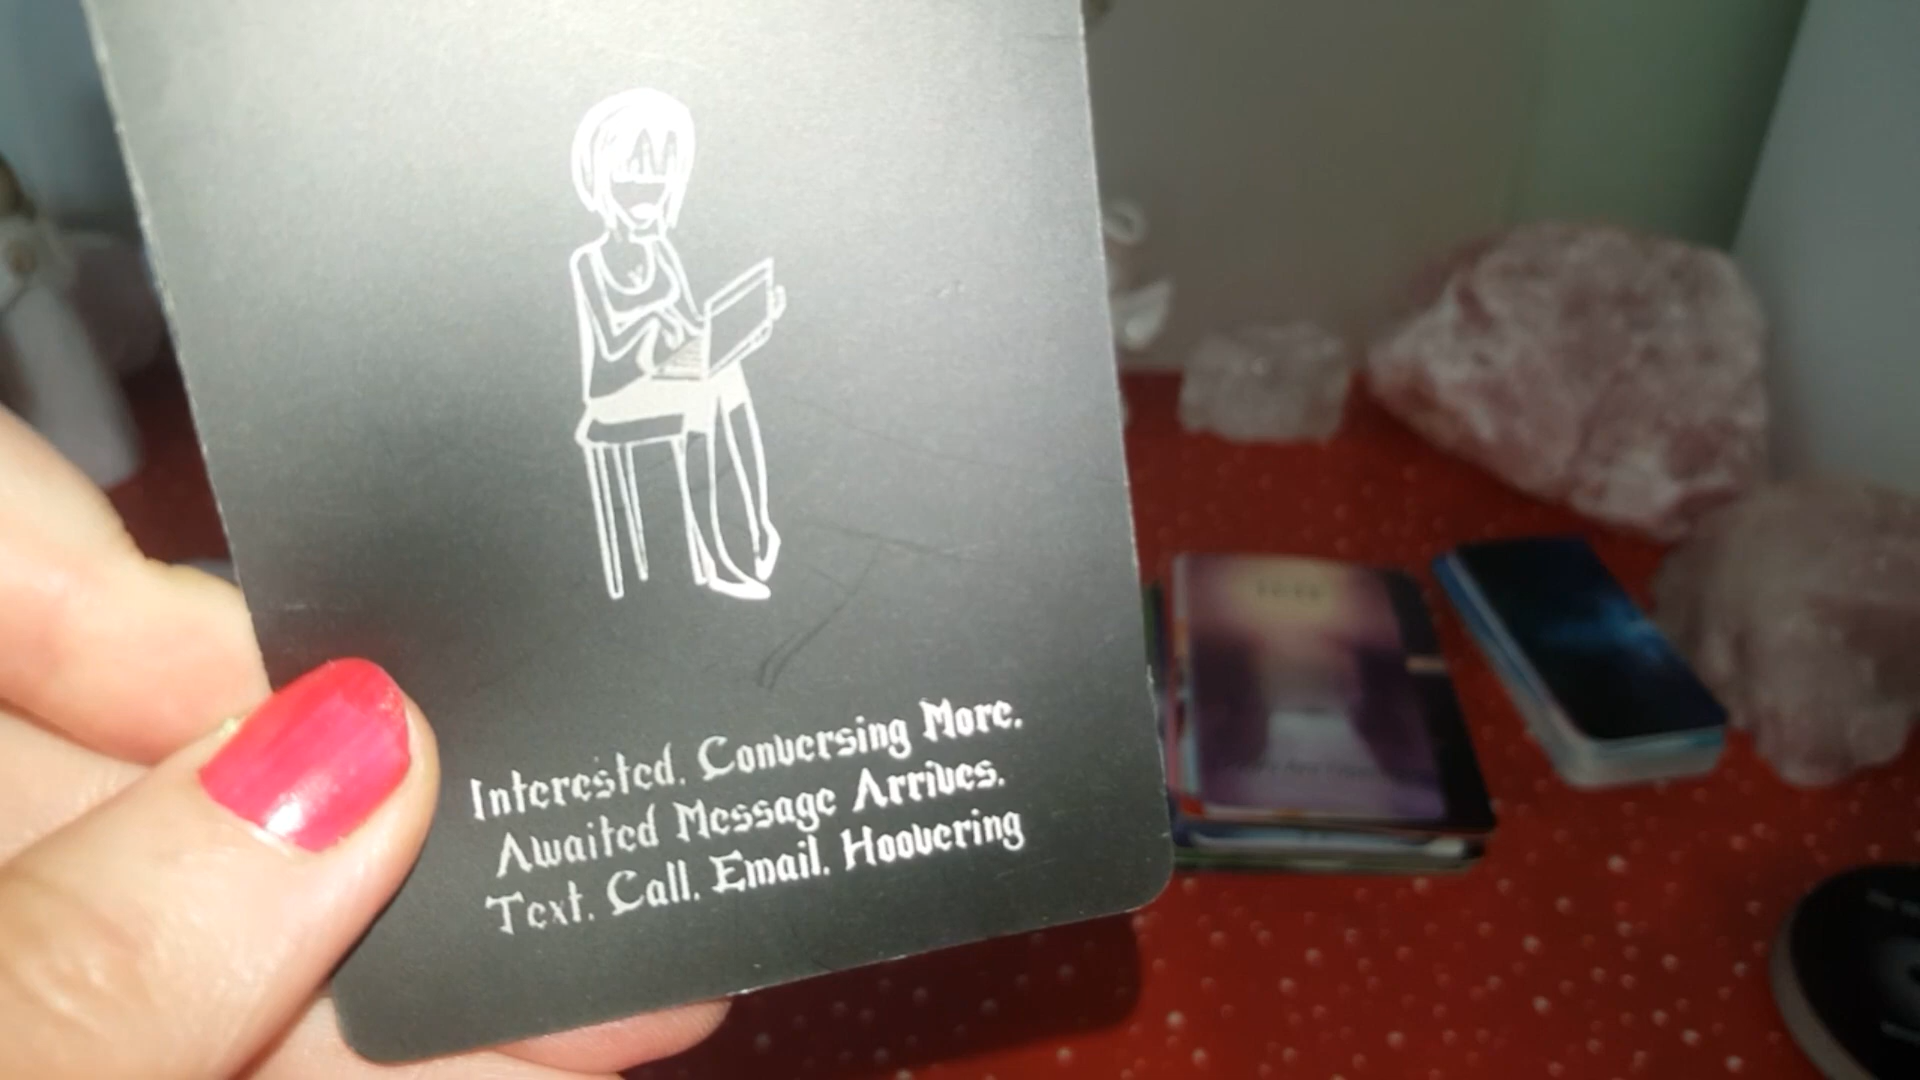 Interested. Conversing More.
Awaited Message Arrives.
Text. Call. Email. Hoovering